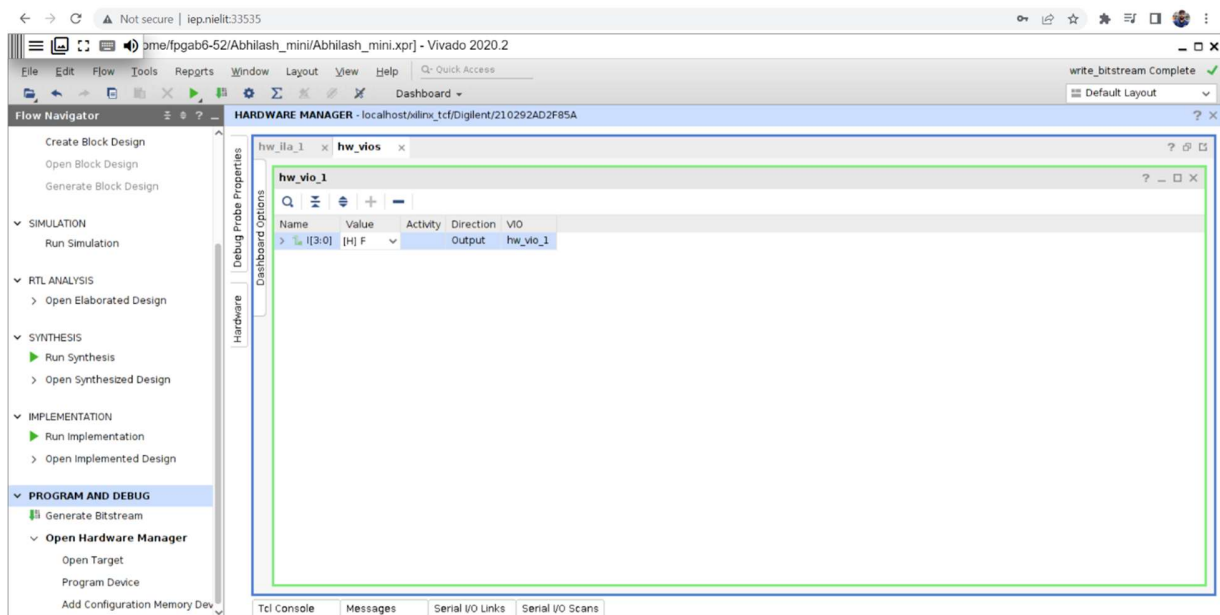 Not secure | iep.nielit:33535
ome/fpgab6-52/Abhilash_mini/Abhilash_mini.xpr] - Vivado 2020.2
File Edit Flow Tools Reports Window Layout View Help Q- Quick Access write_bitstream Complete
Dashboard Default Layout
Flow Navigator ? HARDWARE MANAGER - localhost/xilinx_tcf/Digilent/210292AD2F85A ? X
Create Block Design
Open Block Design
Generate Block Design
SIMULATION
Run Simulation
RTL ANALYSIS
Open Elaborated Design
SYNTHESIS
Run Synthesis
Open Synthesized Design
IMPLEMENTATION
Run Implementation
Open Implemented Design
PROGRAM AND DEBUG
Generate Bitstream
Open Hardware Manager
Open Target
Program Device
Add Configuration Memory Dev
Debug Probe Properties
Hardware
Dashboard Options
hw_ila_1 x hw_vios x ?
hw_vio_1 ?
Name Value Activity Direction VIO
I[3:0] [H] F Output hw_vio_1
Tcl Console Messages Serial I/O Links Serial I/O Scans